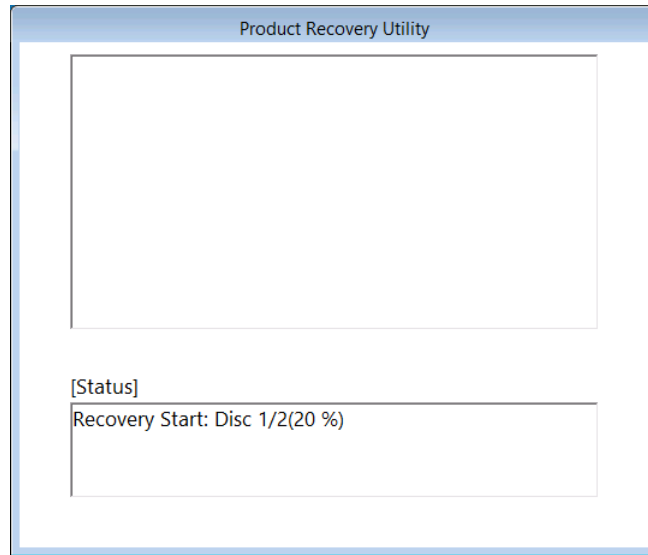 Product Recovery Utility
[Status]
Recovery Start: Disc 1/2(20 %)